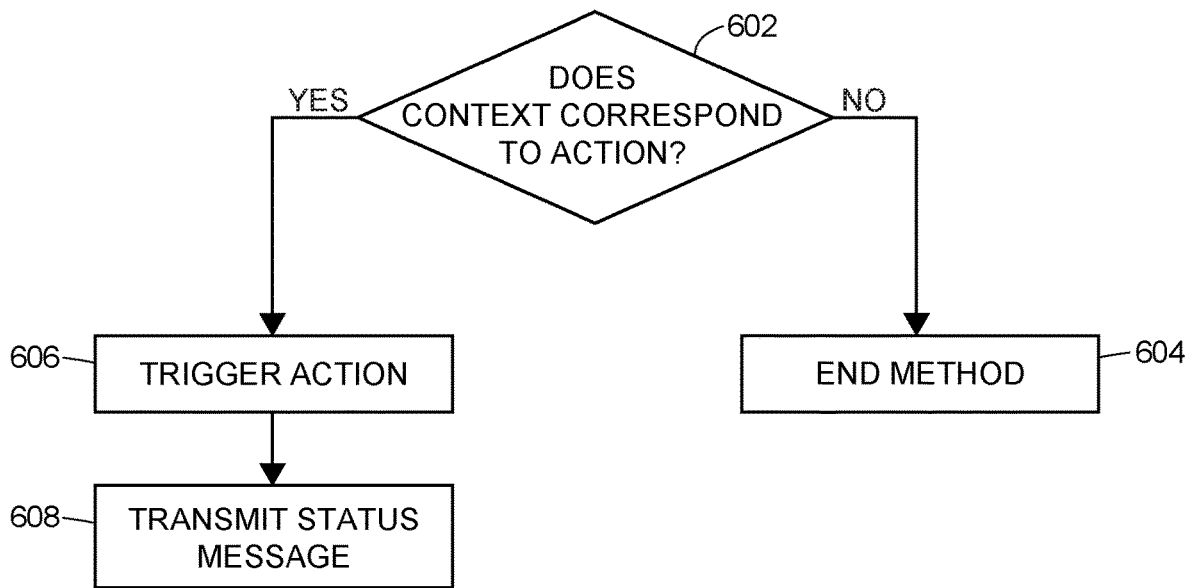 602
DOES
CONTEXT CORRESPOND
TO ACTION?
YES
NO
606
TRIGGER ACTION
END METHOD
604
608
TRANSMIT STATUS
MESSAGE